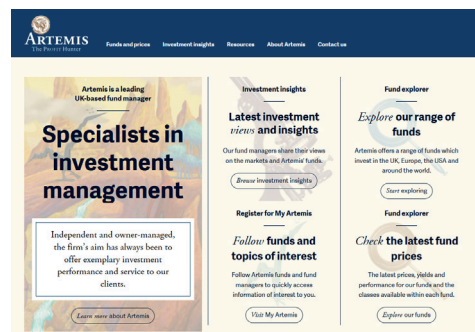 ARTEMIS
The PROFIT Hunter
Funds and prices
Investment insights
Resources
About Artemis
Contact us
Artemis is a leading
UK-based fund manager
Specialists in
investment
management
Independent and owner-managed,
the firm's aim has always been to
offer exemplary investment
performance and service to our
clients.
Learn more about Artemis
Investment insights
Latest investment
views and insights
Our fund managers share their views
on the markets and Artemis' funds.
Browse investment insights
Register for My Artemis
Follow funds and
topics of interest
Follow Artemis funds and fund
managers to quickly access
information of interest to you.
Visit My Artemis
Fund explorer
Explore our range of
funds
Artemis offers a range of funds which
invest in the UK, Europe, the USA and
around the world.
Start exploring
Fund explorer
Check the latest fund
prices
The latest prices, yields and
performance for our funds and the
classes available within each fund.
Explore our funds